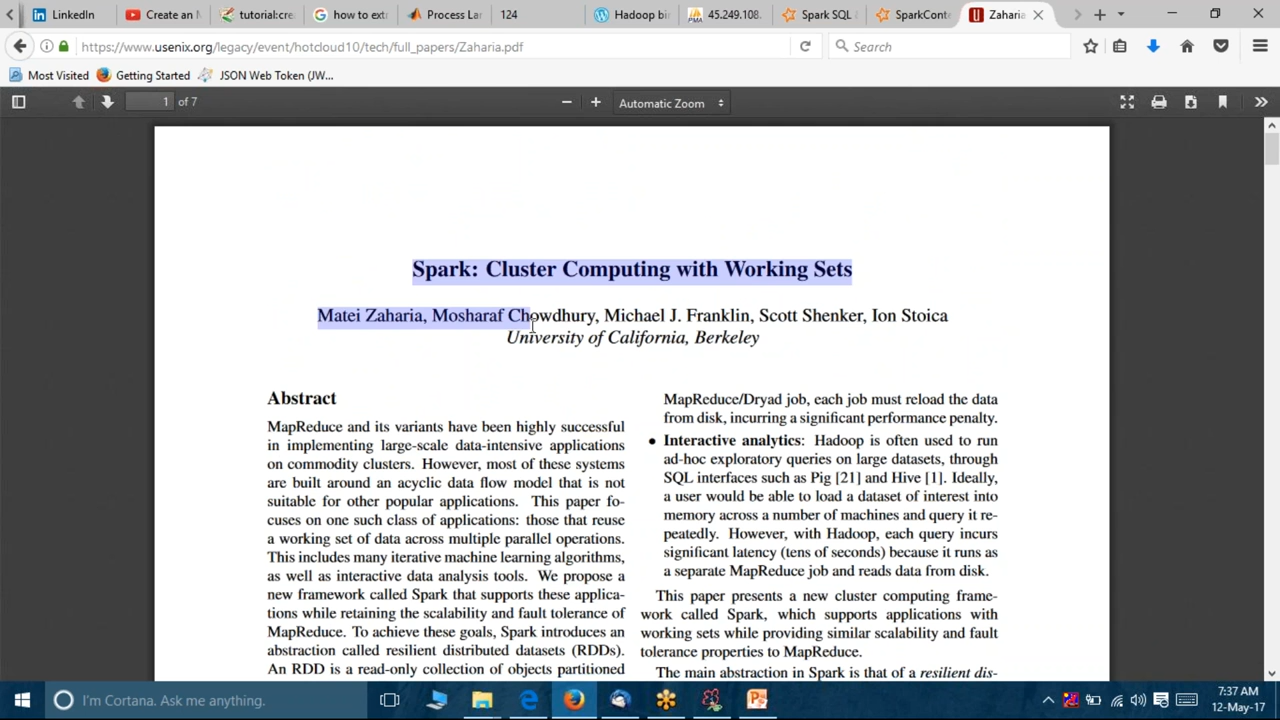 LinkedIn
Create an M
tutorial:cre
how to extr
Process Lar
124
Hadoop bir
45.249.108.
Spark SQL
SparkConte
Zaharia
https://www.usenix.org/legacy/event/hotcloud10/tech/full_papers/Zaharia.pdf
Search
Most Visited
Getting Started
JSON Web Token (JW...
1 of 7
Automatic Zoom
Spark: Cluster Computing with Working Sets
Matei Zaharia, Mosharaf Chowdhury, Michael J. Franklin, Scott Shenker, Ion Stoica
University of California, Berkeley
Abstract
MapReduce and its variants have been highly successful
in implementing large-scale data-intensive applications
on commodity clusters. However, most of these systems
are built around an acyclic data flow model that is not
suitable for other popular applications. This paper fo-
cuses on one such class of applications: those that reuse
a working set of data across multiple parallel operations.
This includes many iterative machine learning algorithms,
as well as interactive data analysis tools. We propose a
new framework called Spark that supports these applica-
tions while retaining the scalability and fault tolerance of
MapReduce. To achieve these goals, Spark introduces an
abstraction called resilient distributed datasets (RDDs).
An RDD is a read-only collection of objects partitioned
MapReduce/Dryad job, each job must reload the data
from disk, incurring a significant performance penalty.
• Interactive analytics: Hadoop is often used to run
ad-hoc exploratory queries on large datasets, through
SQL interfaces such as Pig [21] and Hive [1]. Ideally,
a user would be able to load a dataset of interest into
memory across a number of machines and query it re-
peatedly. However, with Hadoop, each query incurs
significant latency (tens of seconds) because it runs as
a separate MapReduce job and reads data from disk.
This paper presents a new cluster computing frame-
work called Spark, which supports applications with
working sets while providing similar scalability and fault
tolerance properties to MapReduce.
The main abstraction in Spark is that of a resilient dis-
I'm Cortana. Ask me anything.
7:37 AM
12-May-17